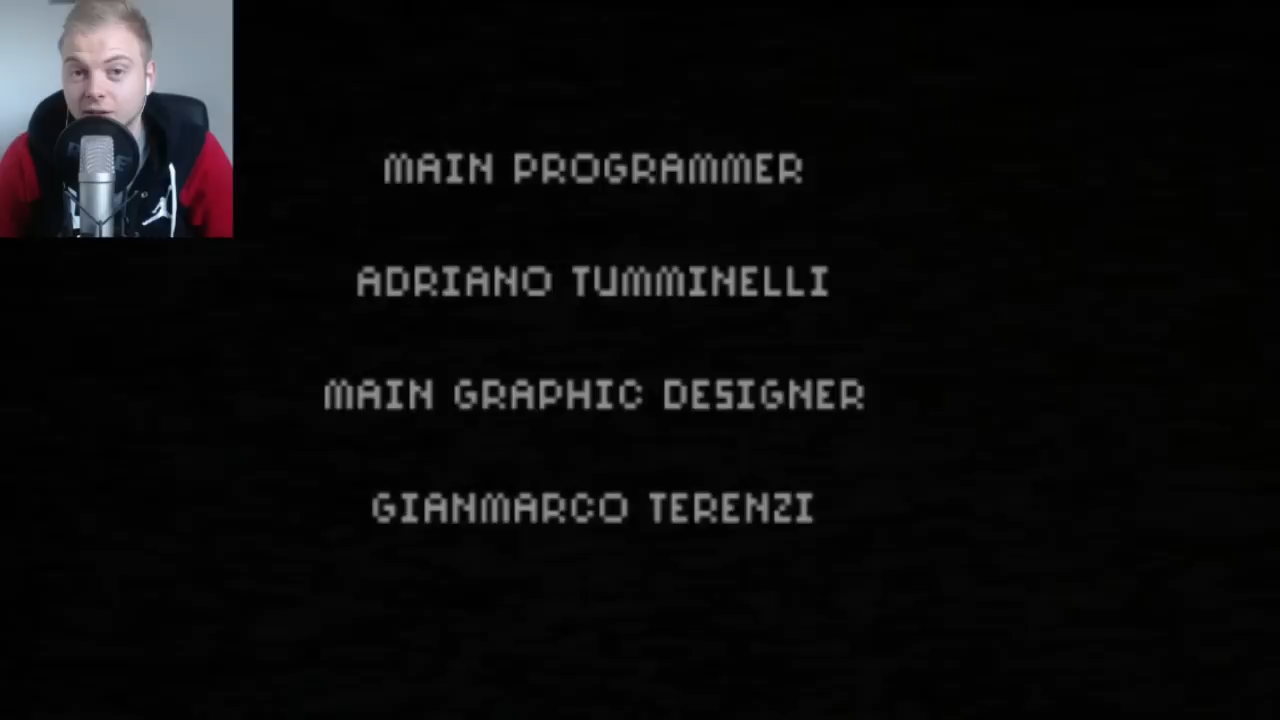 MAIN PROGRAMMER
ADRIANO TUMMINELLI
MAIN GRAPHIC DESIGNER
GIANMARCO TERENZI